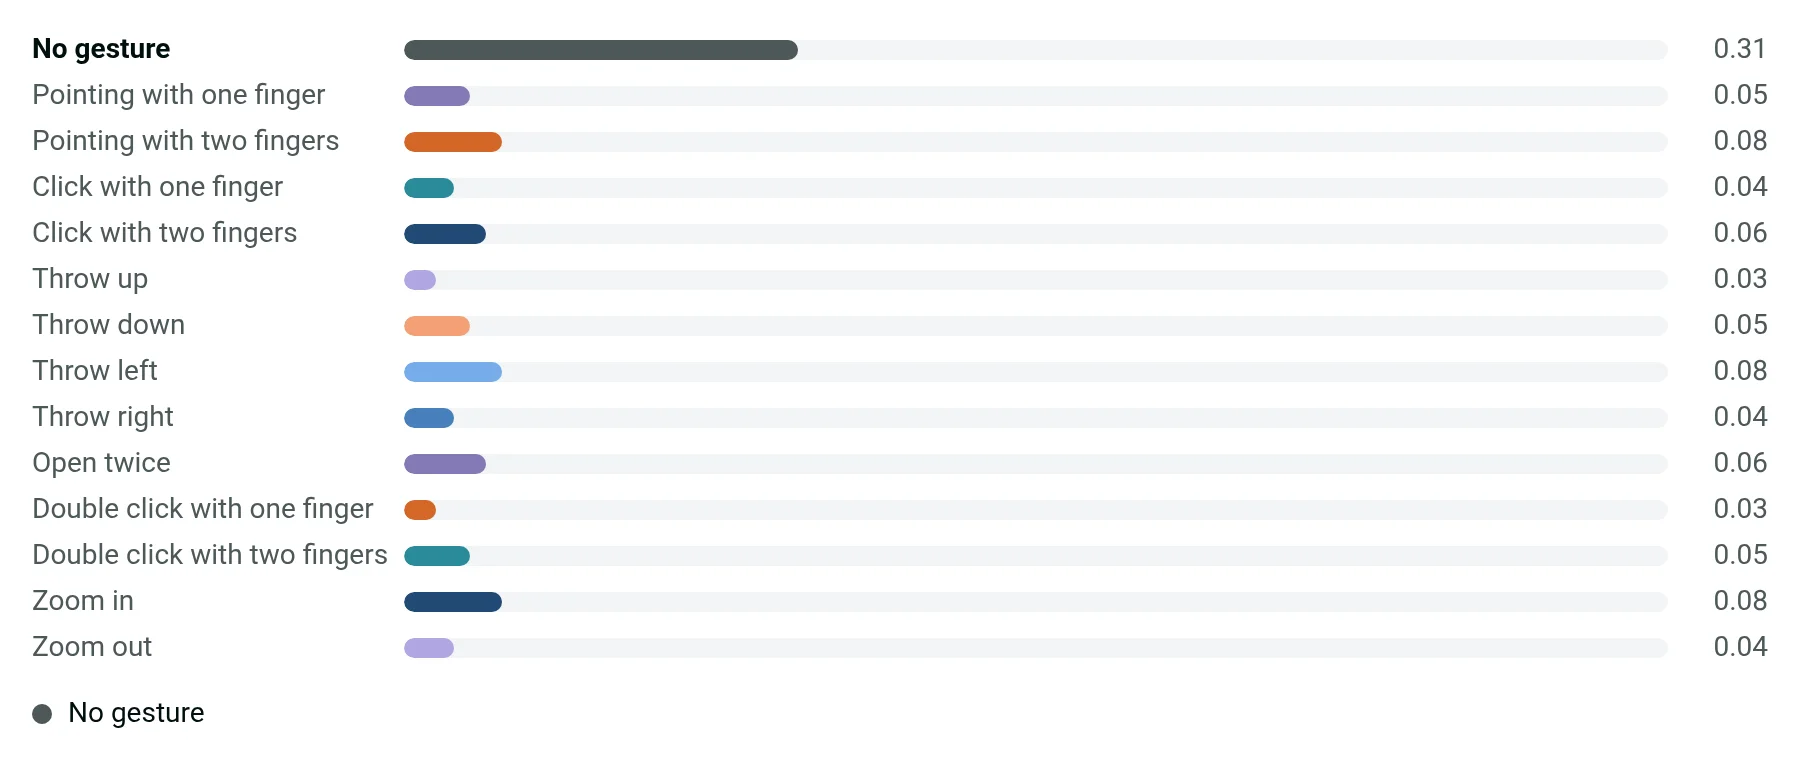 No gesture 0.31
Pointing with one finger 0.05
Pointing with two fingers 0.08
Click with one finger 0.04
Click with two fingers 0.06
Throw up 0.03
Throw down 0.05
Throw left 0.08
Throw right 0.04
Open twice 0.06
Double click with one finger 0.03
Double click with two fingers 0.05
Zoom in 0.08
Zoom out 0.04
No gesture